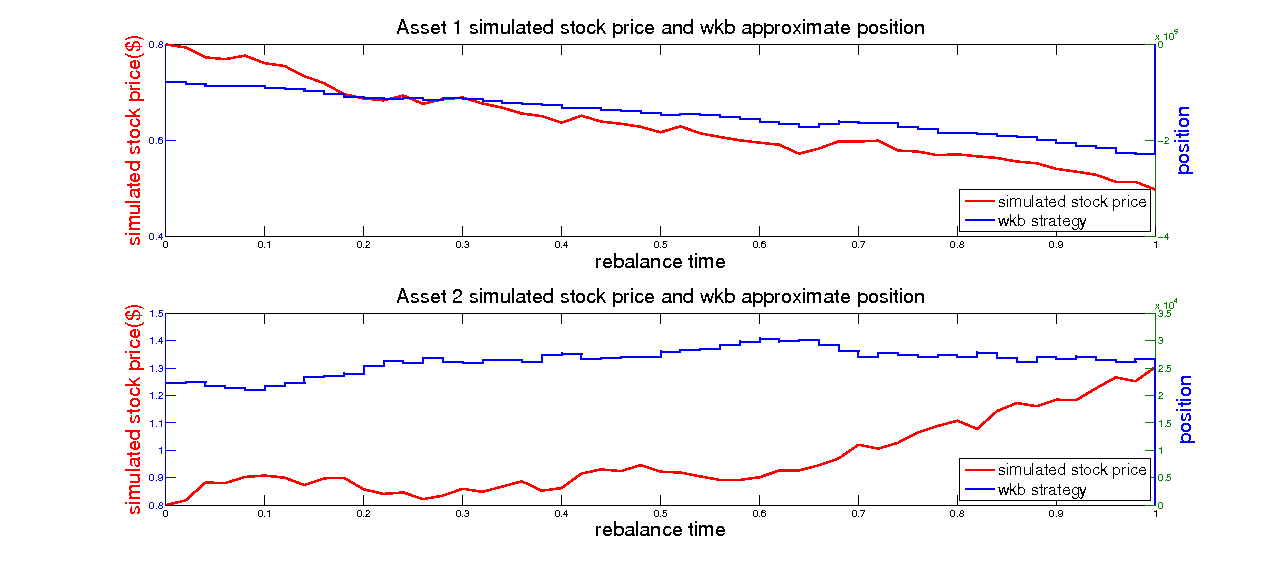 Asset 1 simulated stock price and wkb approximate position
x 10
0.8
0.6
0.4
simulated stock price($)
0
−2
−4
position
simulated stock price
wkb strategy
0 0.1 0.2 0.3 0.4 0.5 0.6 0.7 0.8 0.9 1
rebalance time
Asset 2 simulated stock price and wkb approximate position
x 10^4
1.5
1.4
1.3
1.2
1.1
1
0.9
0.8
simulated stock price($)
3.5
3
2.5
2
1.5
1
0.5
0
position
simulated stock price
wkb strategy
0 0.1 0.2 0.3 0.4 0.5 0.6 0.7 0.8 0.9 1
rebalance time